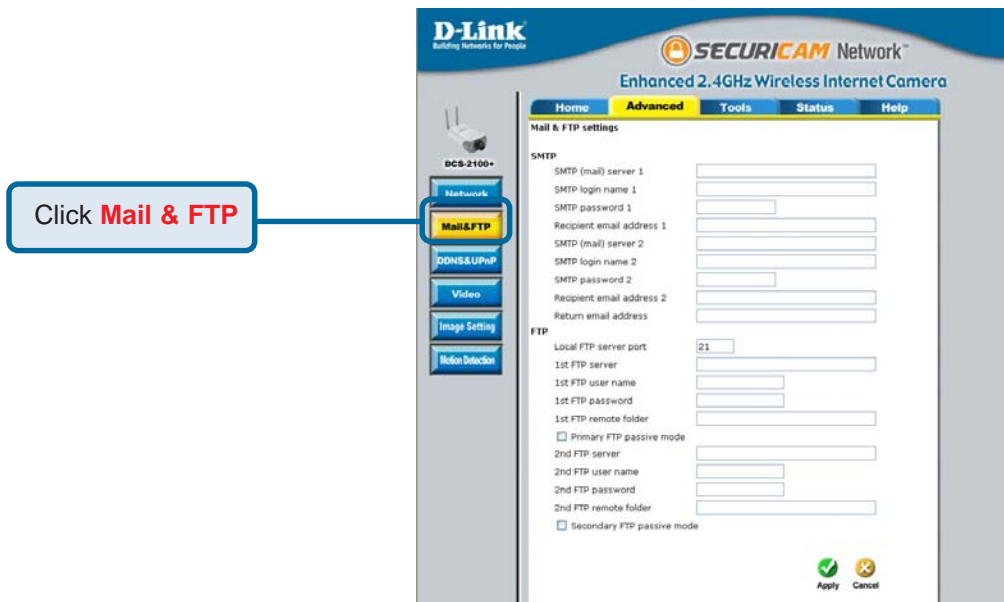 D-Link
Building Networks for People
SECURICAM Network™
Enhanced 2.4GHz Wireless Internet Camera
Home Advanced Tools Status Help
DCS-2100+
Network
Mail&FTP
DDNS&UPnP
Video
Image Setting
Motion Detection
Click Mail & FTP
Mail & FTP settings
SMTP
SMTP (mail) server 1
SMTP login name 1
SMTP password 1
Recipient email address 1
SMTP (mail) server 2
SMTP login name 2
SMTP password 2
Recipient email address 2
Return email address
FTP
Local FTP server port 21
1st FTP server
1st FTP user name
1st FTP password
1st FTP remote folder
Primary FTP passive mode
2nd FTP server
2nd FTP user name
2nd FTP password
2nd FTP remote folder
Secondary FTP passive mode
Apply Cancel